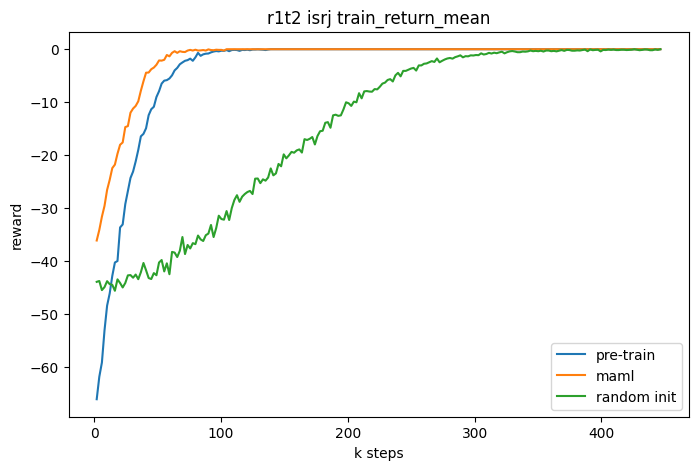 r1t2 isrj train_return_mean
reward
0
−10
−20
−30
−40
−50
−60
0 100 200 300 400
k steps
pre-train
maml
random init